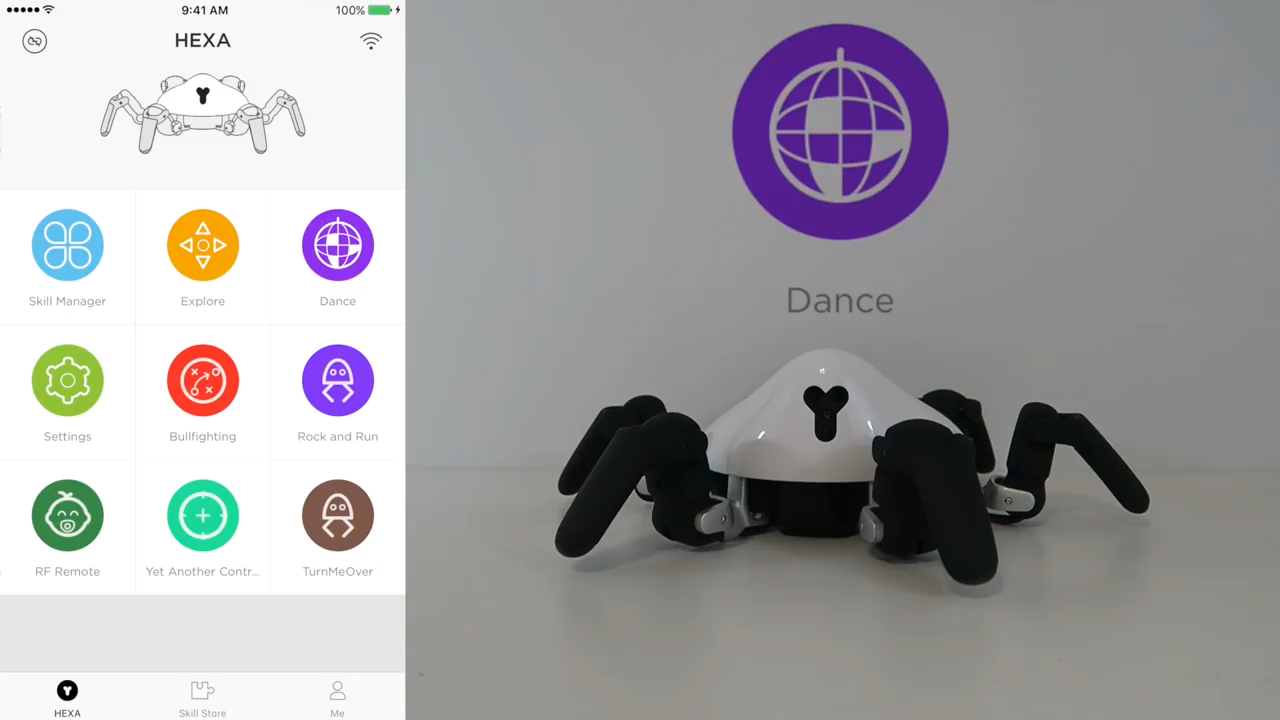 9:41 AM
100%
HEXA
Skill Manager
Explore
Dance
Settings
Bullfighting
Rock and Run
RF Remote
Yet Another Contr...
TurnMeOver
HEXA
Skill Store
Me
Dance